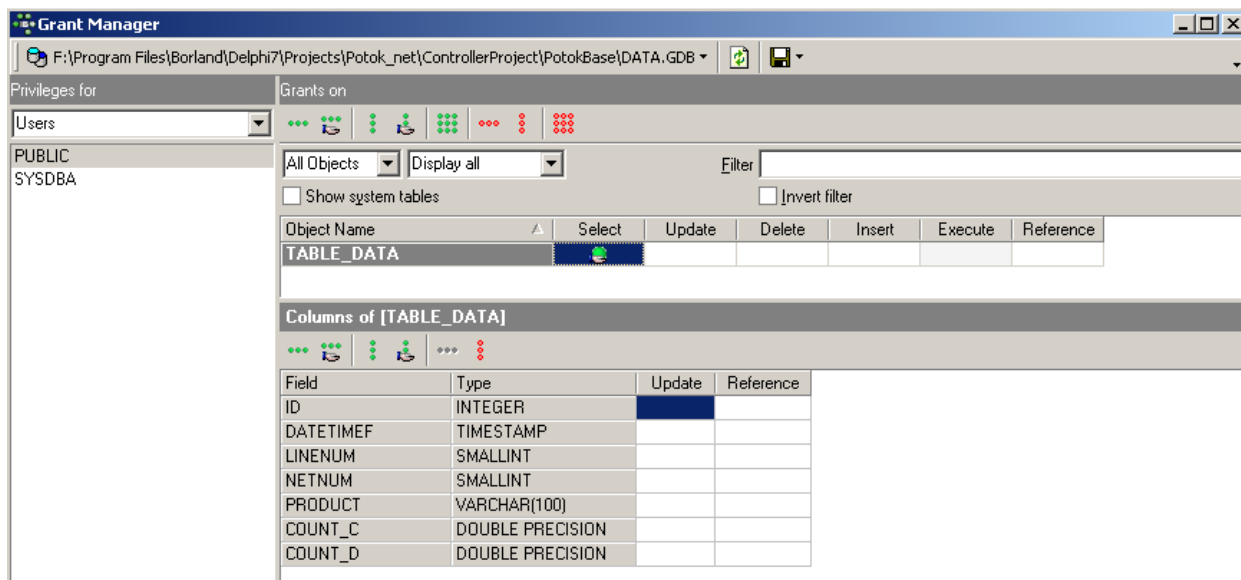 Grant Manager
F:\Program Files\Borland\Delphi7\Projects\Potok_net\ControllerProject\PotokBase\DATA.GDB
Privileges for
Grants on
Users
PUBLIC
SYSDBA
All Objects Display all Filter
Show system tables Invert filter
Object Name Select Update Delete Insert Execute Reference
TABLE_DATA
Columns of [TABLE_DATA]
Field Type Update Reference
ID INTEGER
DATETIMEF TIMESTAMP
LINENUM SMALLINT
NETNUM SMALLINT
PRODUCT VARCHAR(100)
COUNT_C DOUBLE PRECISION
COUNT_D DOUBLE PRECISION